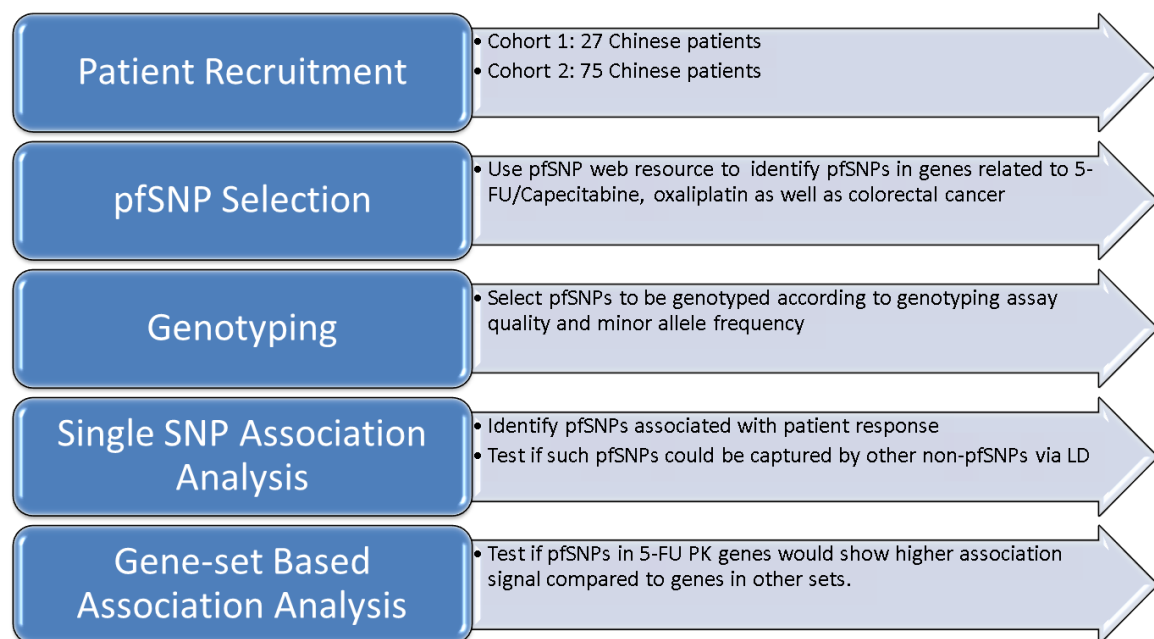 Patient Recruitment
• Cohort 1: 27 Chinese patients
• Cohort 2: 75 Chinese patients
pfSNP Selection
• Use pfSNP web resource to identify pfSNPs in genes related to 5-
FU/Capecitabine, oxaliplatin as well as colorectal cancer
Genotyping
• Select pfSNPs to be genotyped according to genotyping assay
quality and minor allele frequency
Single SNP Association
Analysis
• Identify pfSNPs associated with patient response
• Test if such pfSNPs could be captured by other non-pfSNPs via LD
Gene-set Based
Association Analysis
• Test if pfSNPs in 5-FU PK genes would show higher association
signal compared to genes in other sets.